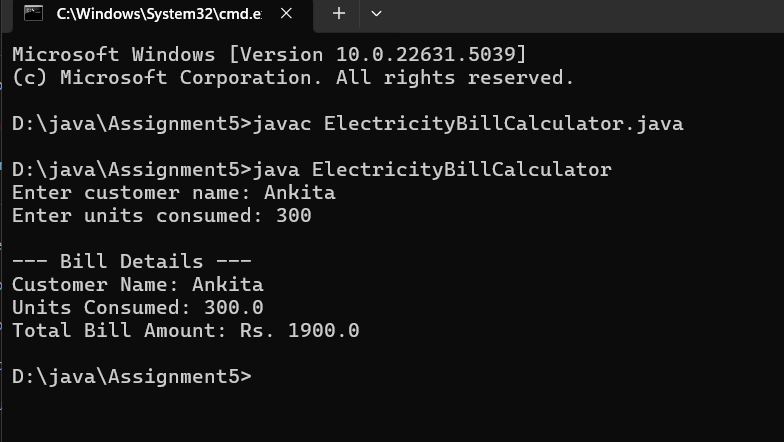 C:\Windows\System32\cmd.e
Microsoft Windows [Version 10.0.22631.5039]
(c) Microsoft Corporation. All rights reserved.
D:\java\Assignment5>javac ElectricityBillCalculator.java
D:\java\Assignment5>java ElectricityBillCalculator
Enter customer name: Ankita
Enter units consumed: 300
--- Bill Details ---
Customer Name: Ankita
Units Consumed: 300.0
Total Bill Amount: Rs. 1900.0
D:\java\Assignment5>